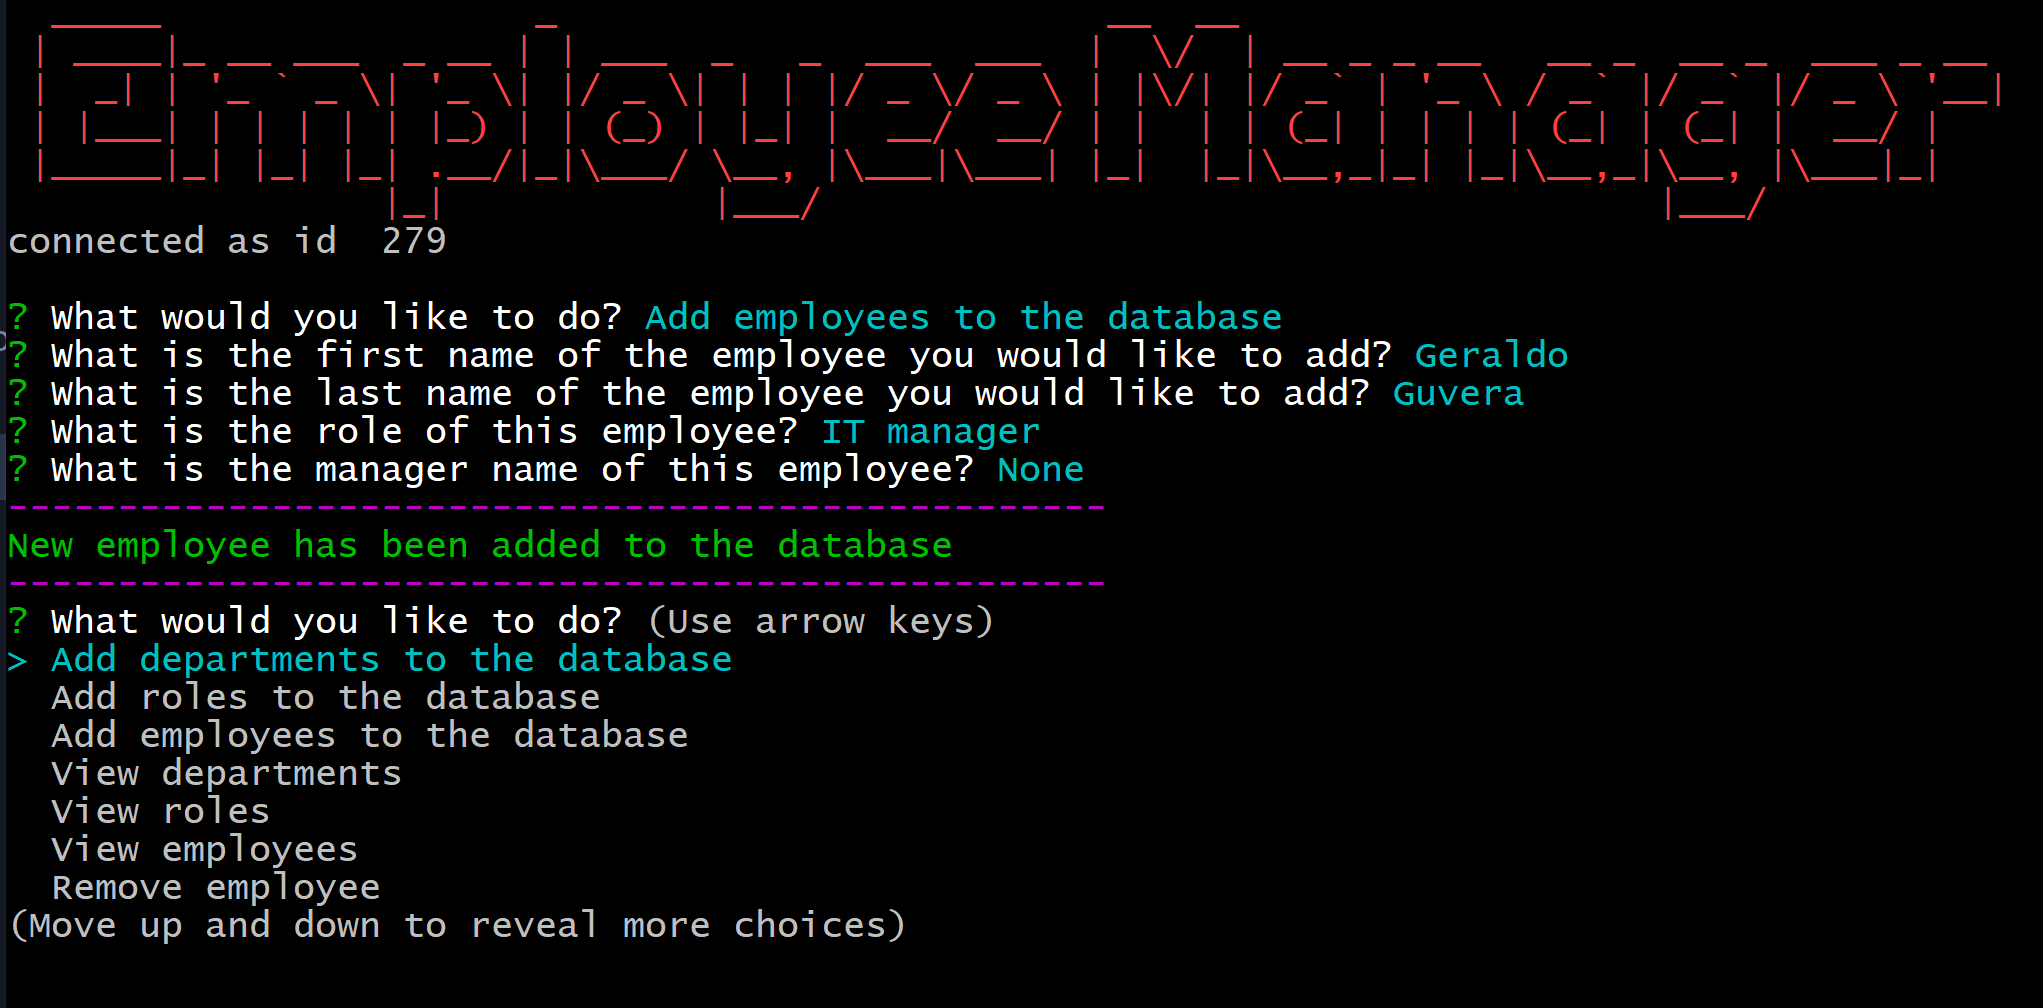 Employee Manager
connected as id  279
? What would you like to do? Add employees to the database
? What is the first name of the employee you would like to add? Geraldo
? What is the last name of the employee you would like to add? Guvera
? What is the role of this employee? IT manager
? What is the manager name of this employee? None
--------------------------------------------------
New employee has been added to the database
--------------------------------------------------
? What would you like to do? (Use arrow keys)
> Add departments to the database
  Add roles to the database
  Add employees to the database
  View departments
  View roles
  View employees
  Remove employee
(Move up and down to reveal more choices)